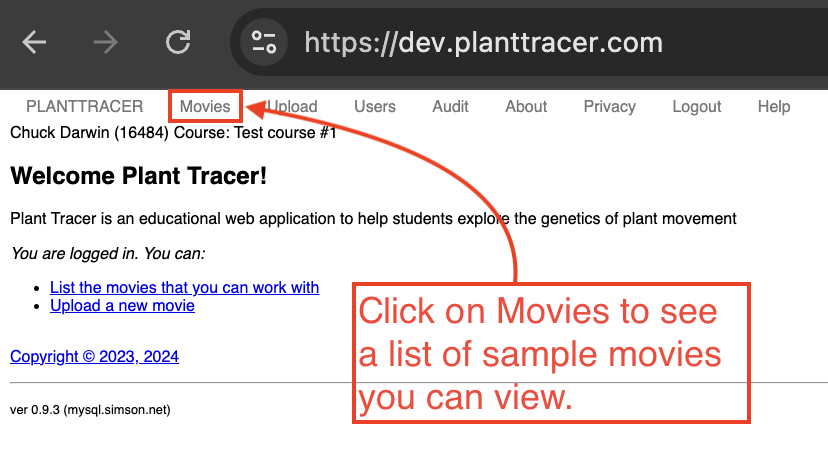 https://dev.planttracer.com
PLANTTRACER Movies Upload Users Audit About Privacy Logout Help
Chuck Darwin (16484) Course: Test course #1
Welcome Plant Tracer!
Plant Tracer is an educational web application to help students explore the genetics of plant movement
You are logged in. You can:
List the movies that you can work with
Upload a new movie
Click on Movies to see
a list of sample movies
you can view.
Copyright © 2023, 2024
ver 0.9.3 (mysql.simson.net)